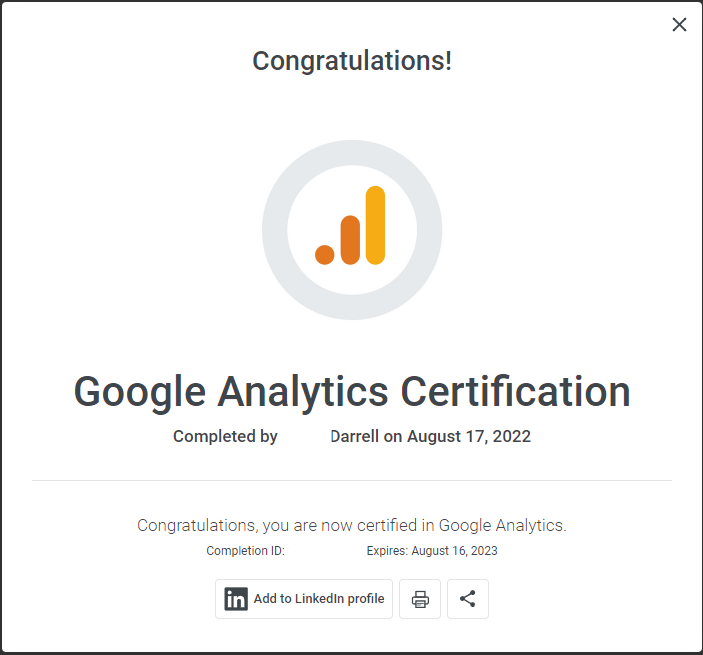 Congratulations!
Google Analytics Certification
Completed by Darrell on August 17, 2022
Congratulations, you are now certified in Google Analytics.
Completion ID: Expires: August 16, 2023
in Add to LinkedIn profile